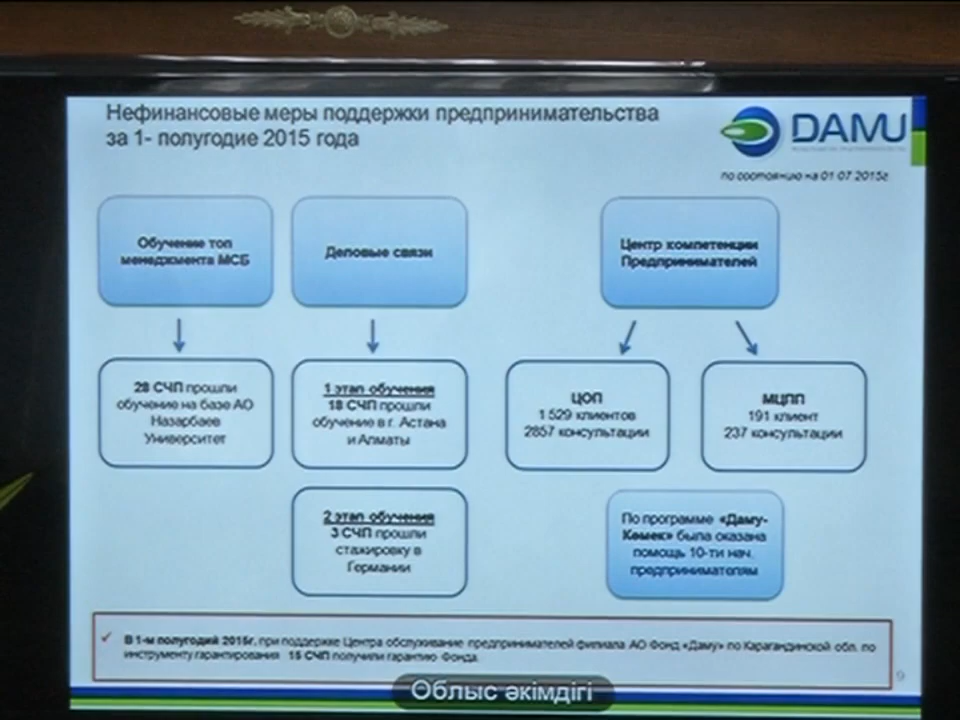 Нефинансовые меры поддержки предпринимательства
за 1- полугодие 2015 года
DAMU
по состоянию на 01 07 2015г
Обучение топ
менеджмента МСБ
Деловые связи
Центр компетенции
Предпринимателей
28 СЧП прошли
обучение на базе АО
Назарбаев
Университет
1 этап обучения
18 СЧП прошли
обучение в г. Астана
и Алматы
ЦОП
1 529 клиентов
2857 консультации
МЦПП
191 клиент
237 консультации
2 этап обучения
3 СЧП прошли
стажировку в
Германии
По программе «Даму-
Көмек» была оказана
помощь 10-ти нач.
предпринимателям
✓ В 1-м полугодий 2015г. при поддержке Центра обслуживание предпринимателей филиала АО Фонд «Даму» по Карагандинской обл. по
инструменту гарантирования 15 СЧП получили гарантию Фонда.
9
Облыс әкімдігі